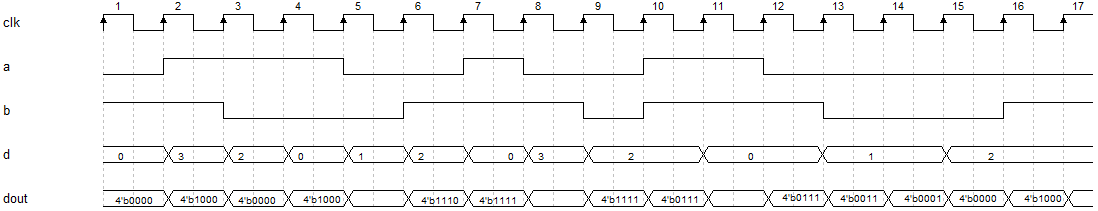 1 2 3 4 5 6 7 8 9 10 11 12 13 14 15 16 17
clk
a
b
d 0 3 2 0 1 2 0 3 2 0 1 2
dout 4'b0000 4'b1000 4'b0000 4'b1000 4'b1110 4'b1111 4'b1111 4'b0111 4'b0111 4'b0011 4'b0001 4'b0000 4'b1000